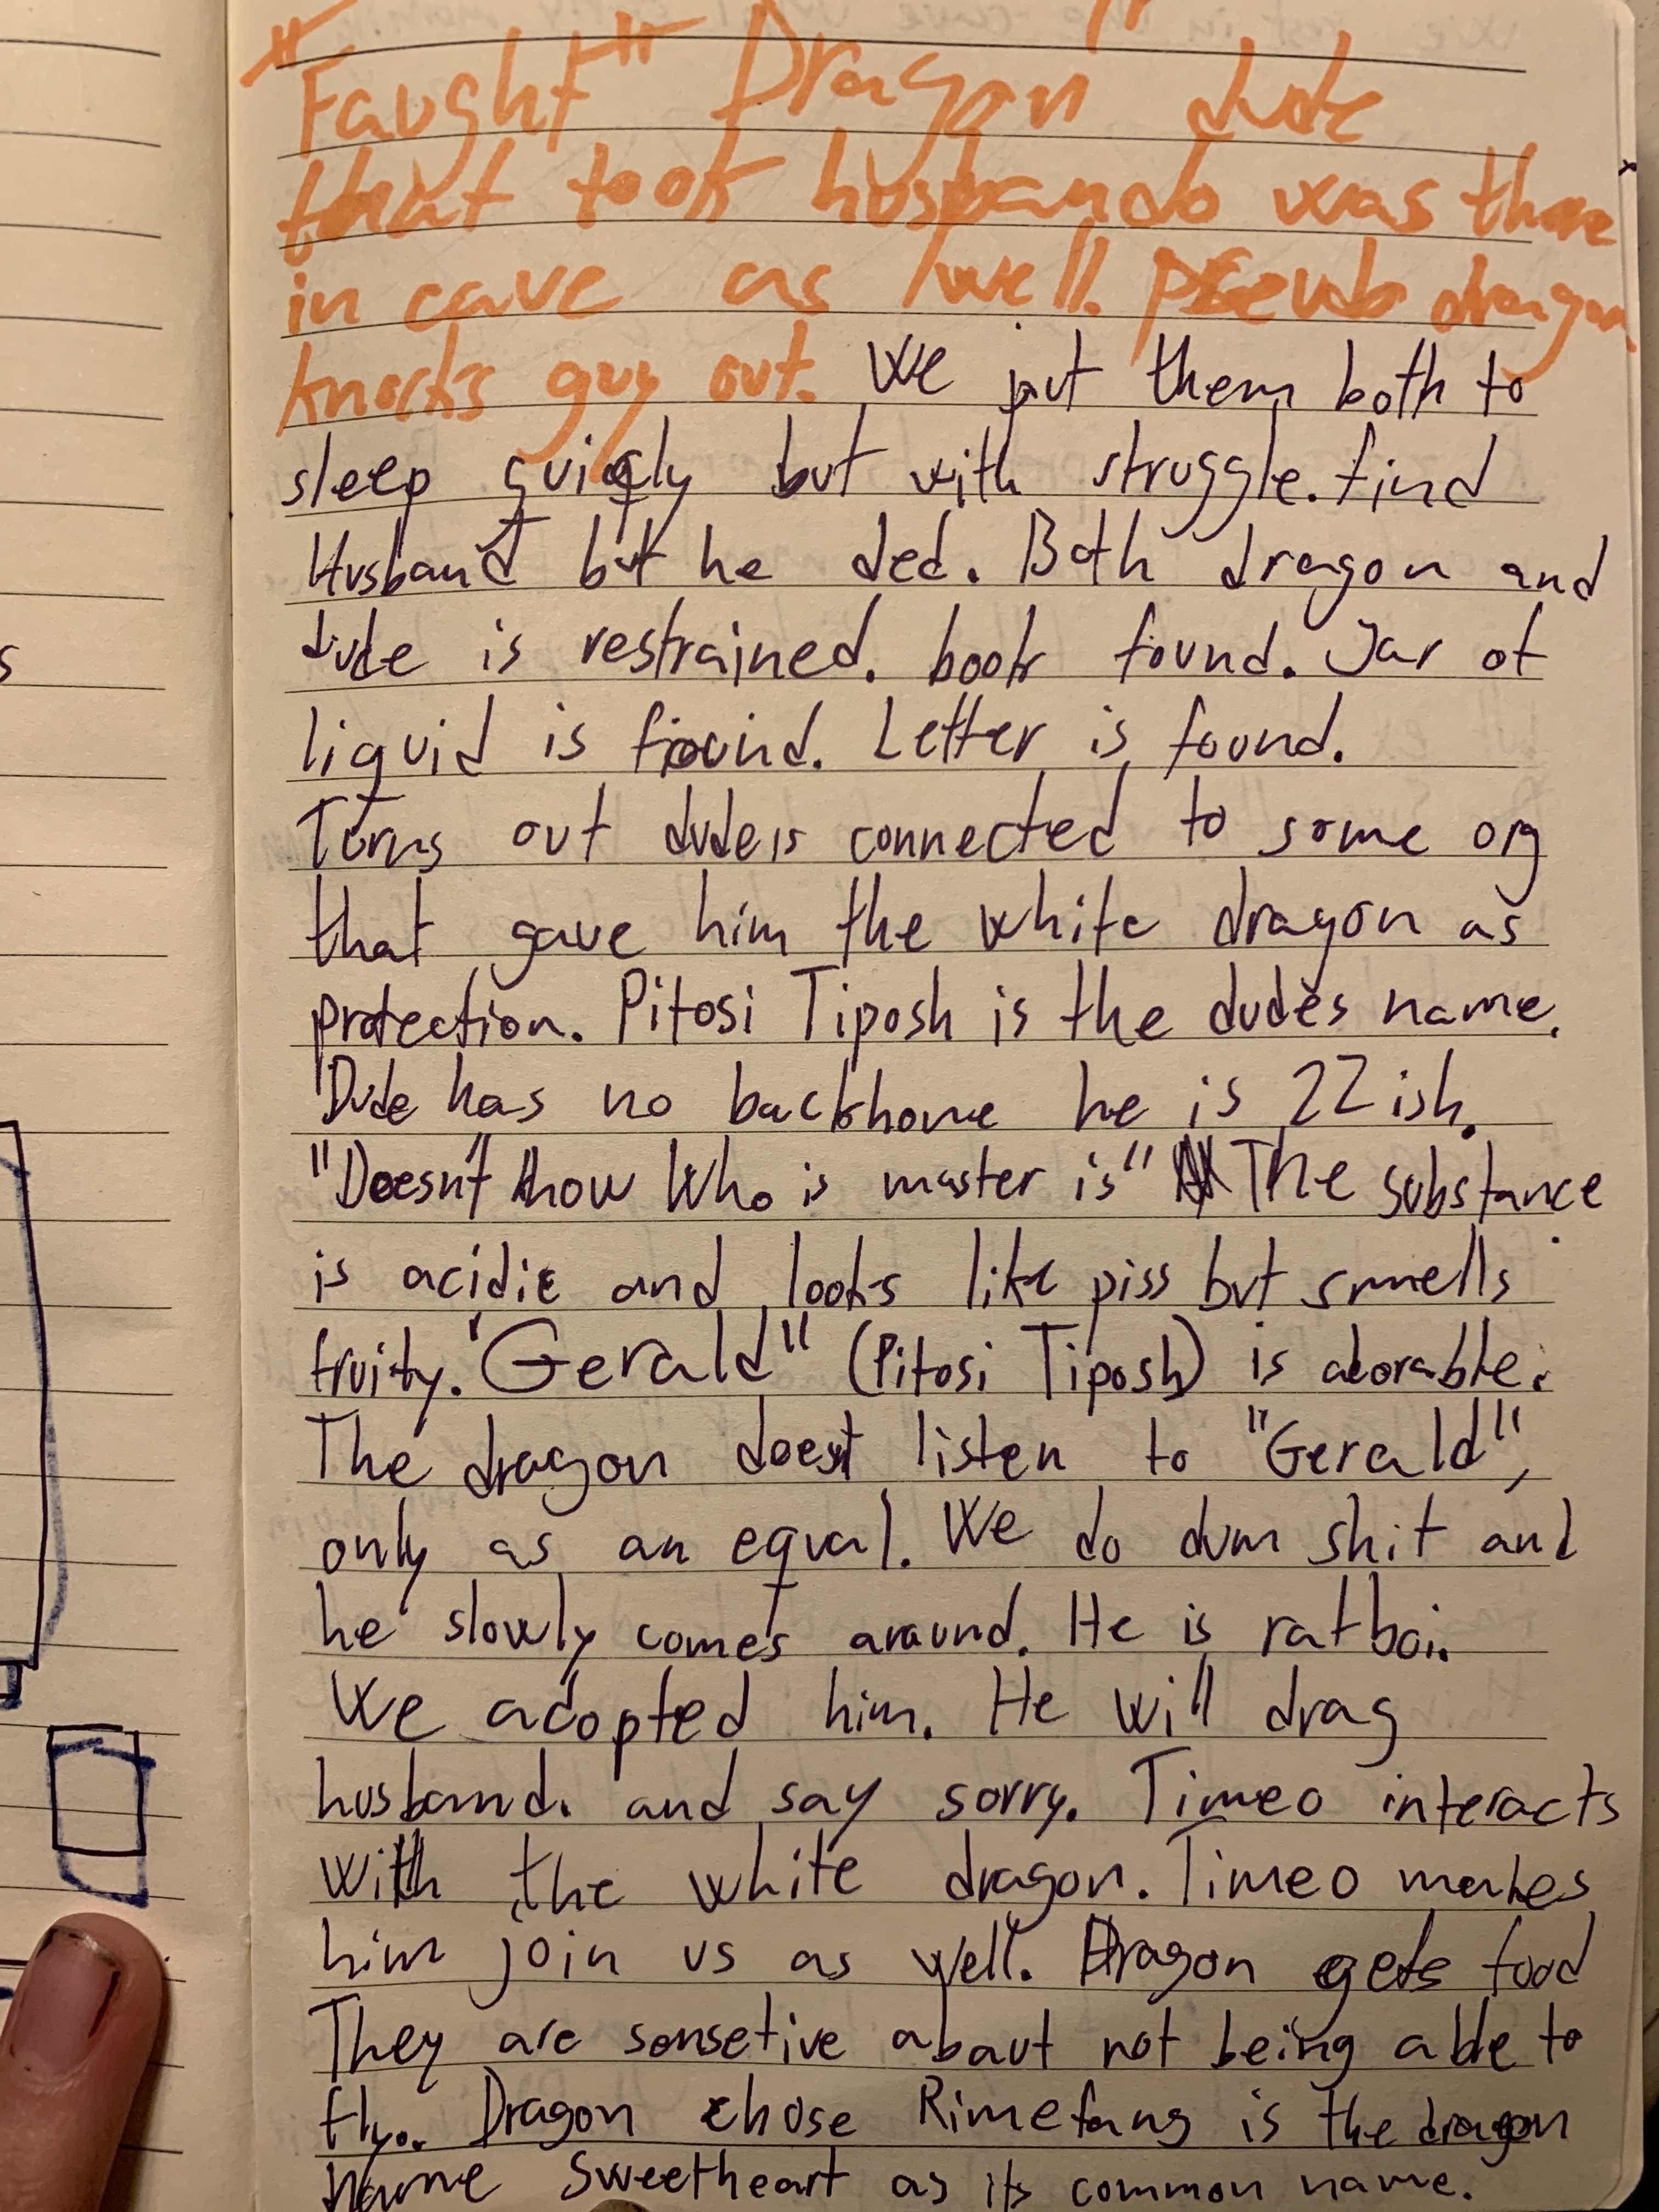 "Faught" Dragon dude
that took husbando was there
in cave as well. Pseudo dragon
knocks guy out. We put them both to
sleep quiqly but with struggle. find
Husband but he ded. Both dragon and
dude is restrained. book found. Jar of
liquid is found. Letter is found.
Torns out dude is connected to some org
that gave him the white dragon as
protection. Pitosi Tiposh is the dudes name.
Dude has no backbone he is 22 ish.
"Doesn't know Who is master is" The substance
is acidic and looks like piss but smells
fruity. "Gerald" (Pitosi Tiposh) is adorable.
The dragon doesnt listen to "Gerald",
only as an equal. We do dum shit and
he slowly comes around. He is ratboi.
We adopted him. He will drag
husband. and say sorry. Timeo interacts
with the white dragon. Timeo makes
him join us as well. Dragon gets food
They are sensetive about not being able to
fly. Dragon chose Rimefang is the dragon
name Sweetheart as its common name.